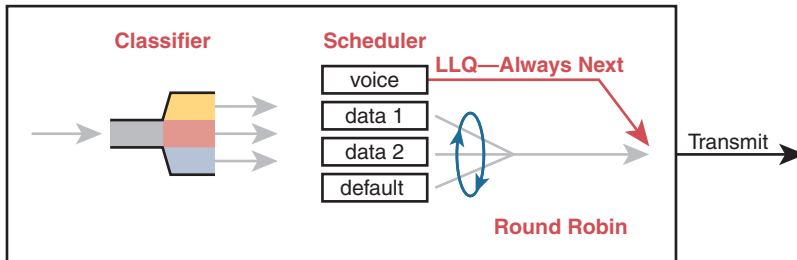 Classifier
Scheduler
LLQ—Always Next
voice
data 1
data 2
default
Round Robin
Transmit